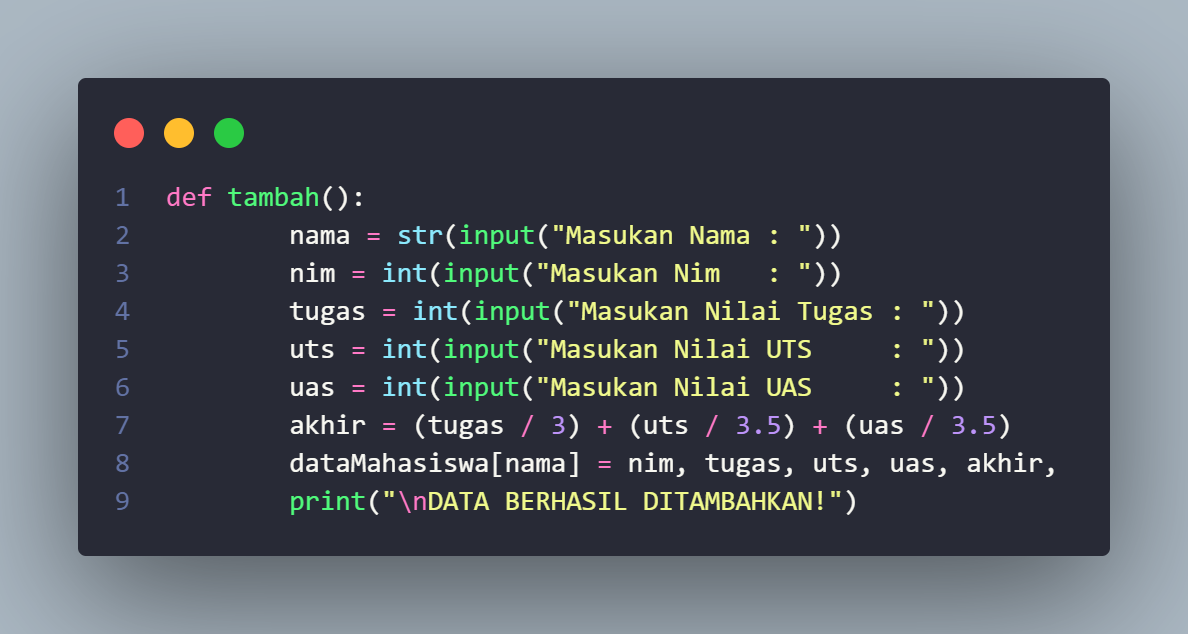 1 def tambah():
2         nama = str(input("Masukan Nama : "))
3         nim = int(input("Masukan Nim   : "))
4         tugas = int(input("Masukan Nilai Tugas : "))
5         uts = int(input("Masukan Nilai UTS     : "))
6         uas = int(input("Masukan Nilai UAS     : "))
7         akhir = (tugas / 3) + (uts / 3.5) + (uas / 3.5)
8         dataMahasiswa[nama] = nim, tugas, uts, uas, akhir,
9         print("\nDATA BERHASIL DITAMBAHKAN!")